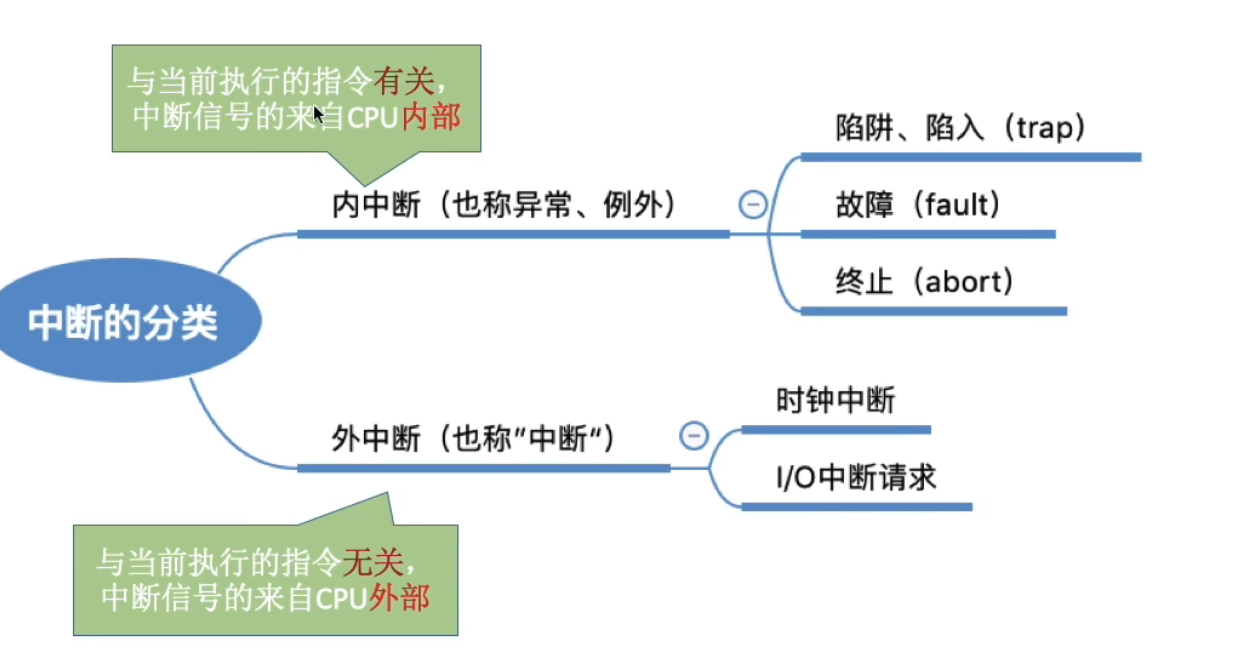 与当前执行的指令有关，
中断信号的来自CPU内部
陷阱、陷入（trap）
内中断（也称异常、例外）
故障（fault）
终止（abort）
中断的分类
时钟中断
外中断（也称"中断“）
I/O中断请求
与当前执行的指令无关，
中断信号的来自CPU外部